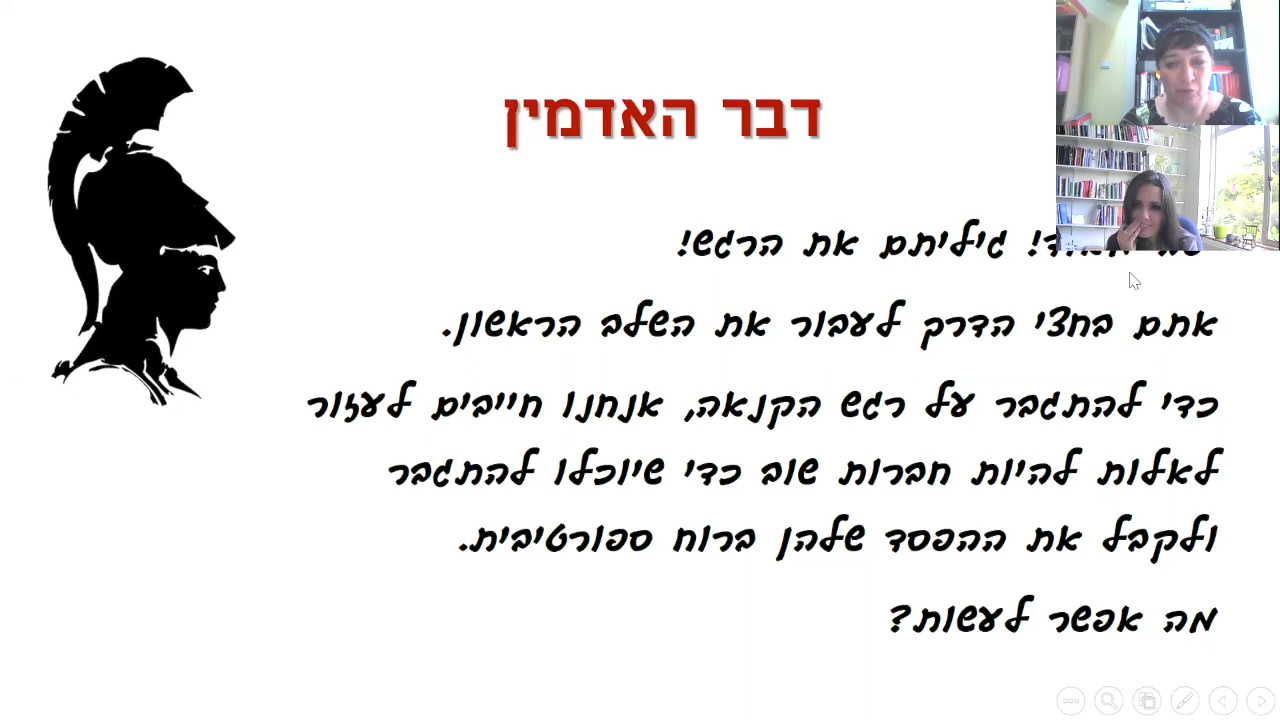 דבר האדמין
גיליתם את הרגש!
אתם בחצי הדרק לעבור את השלב הראשון.
כדי להתגבר על רגש הקנאה, אנחנו חייבים לעזור
לאלות להיות חברות שוב כדי שיוכלו להתגבר
ולקבל את ההפסד שלהן ברוח ספורטיבית.
מה אפשר לעשות?